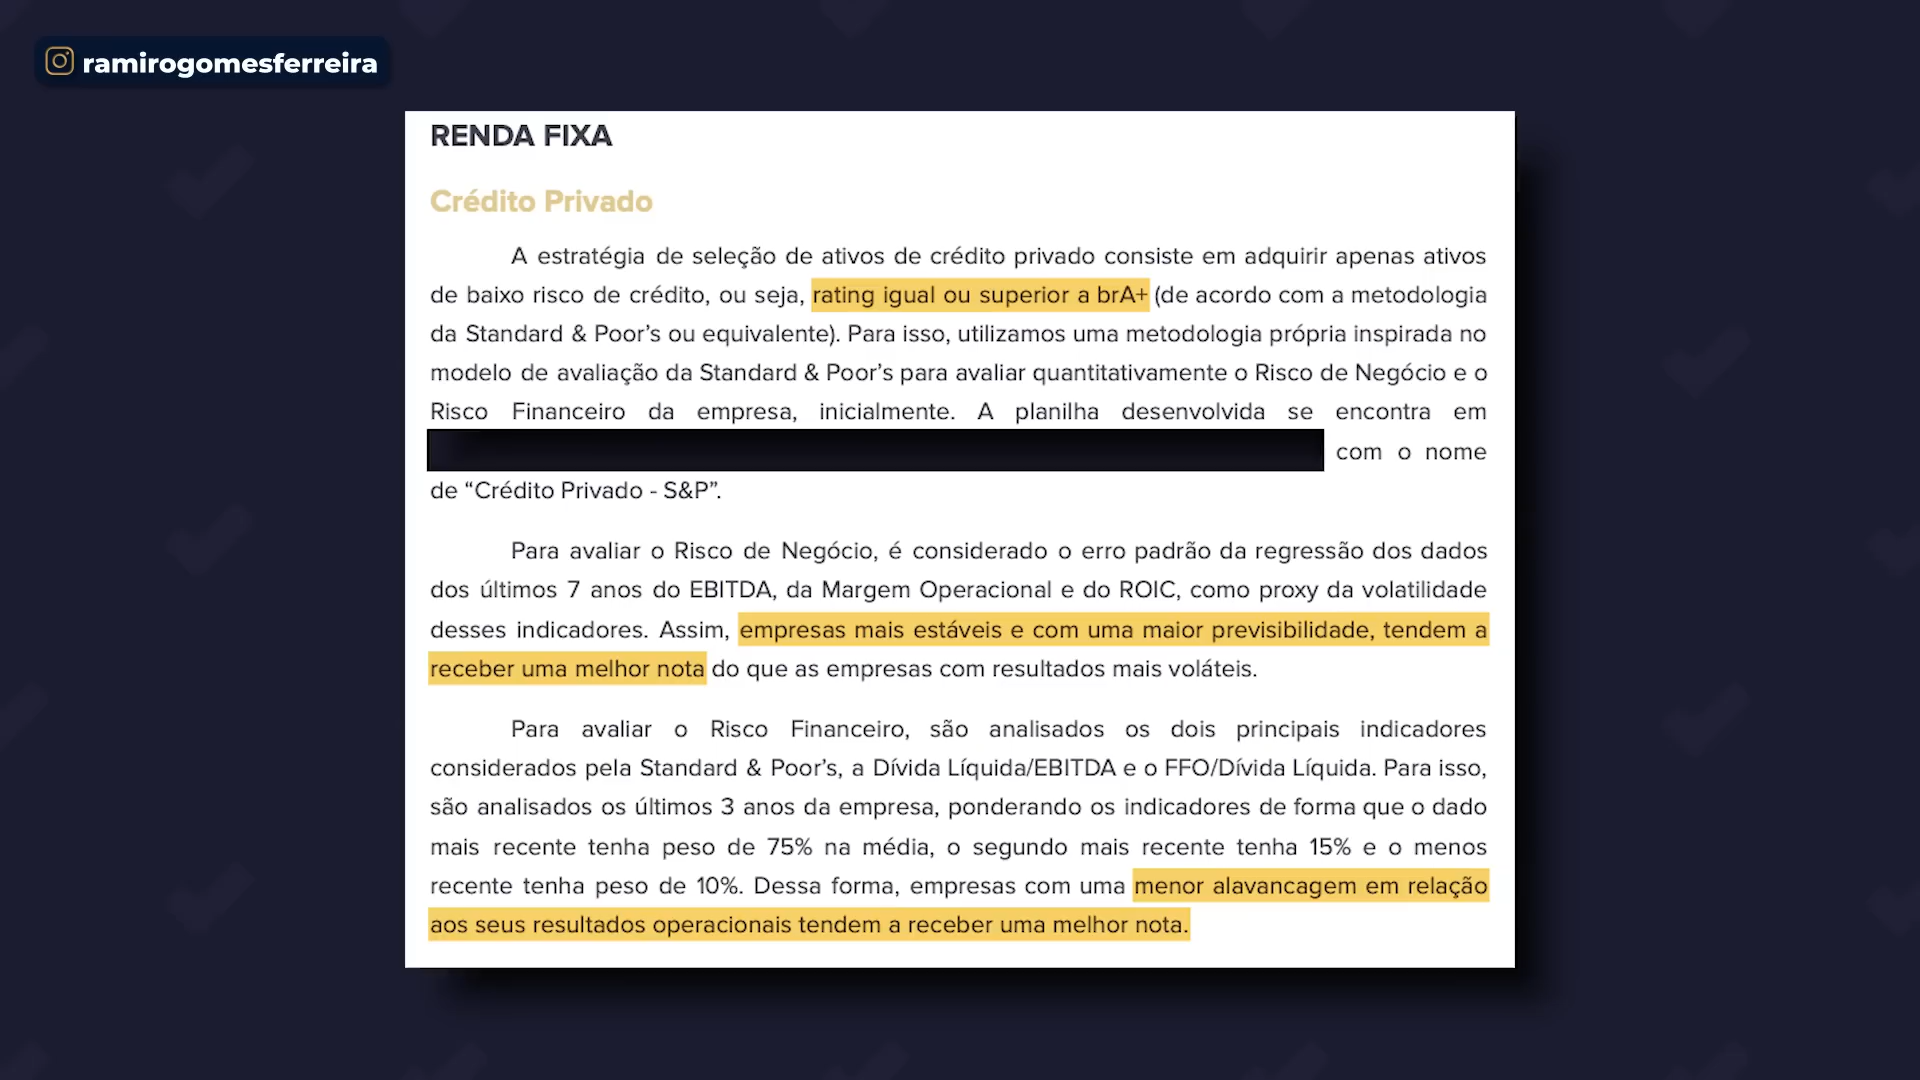 ramirogomesferreira
RENDA FIXA
Crédito Privado
A estratégia de seleção de ativos de crédito privado consiste em adquirir apenas ativos
de baixo risco de crédito, ou seja, rating igual ou superior a brA+ (de acordo com a metodologia
da Standard & Poor’s ou equivalente). Para isso, utilizamos uma metodologia própria inspirada no
modelo de avaliação da Standard & Poor’s para avaliar quantitativamente o Risco de Negócio e o
Risco Financeiro da empresa, inicialmente. A planilha desenvolvida se encontra em
com o nome
de “Crédito Privado - S&P”.
Para avaliar o Risco de Negócio, é considerado o erro padrão da regressão dos dados
dos últimos 7 anos do EBITDA, da Margem Operacional e do ROIC, como proxy da volatilidade
desses indicadores. Assim, empresas mais estáveis e com uma maior previsibilidade, tendem a
receber uma melhor nota do que as empresas com resultados mais voláteis.
Para avaliar o Risco Financeiro, são analisados os dois principais indicadores
considerados pela Standard & Poor’s, a Dívida Líquida/EBITDA e o FFO/Dívida Líquida. Para isso,
são analisados os últimos 3 anos da empresa, ponderando os indicadores de forma que o dado
mais recente tenha peso de 75% na média, o segundo mais recente tenha 15% e o menos
recente tenha peso de 10%. Dessa forma, empresas com uma menor alavancagem em relação
aos seus resultados operacionais tendem a receber uma melhor nota.